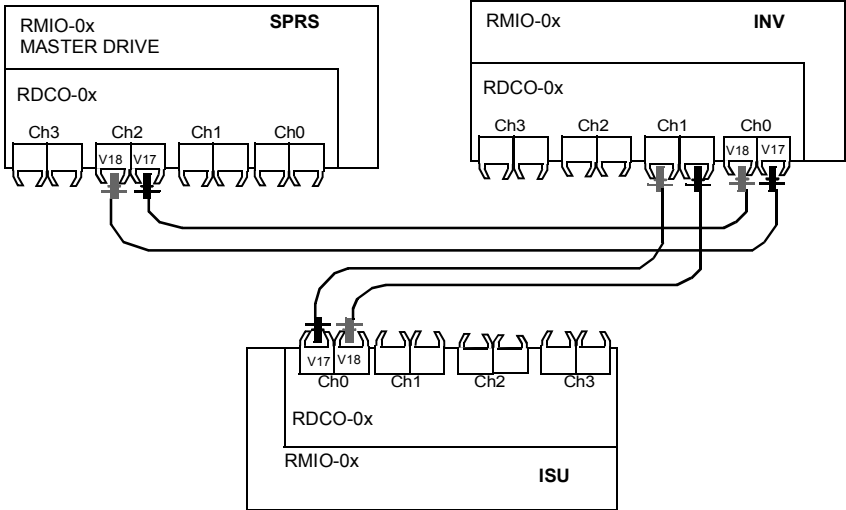 RMIO-0x
MASTER DRIVE
SPRS
RDCO-0x
Ch3 Ch2 Ch1 Ch0
V18 V17
RMIO-0x
INV
RDCO-0x
Ch3 Ch2 Ch1 Ch0
V18 V17
V17 V18
Ch0 Ch1 Ch2 Ch3
RDCO-0x
RMIO-0x
ISU